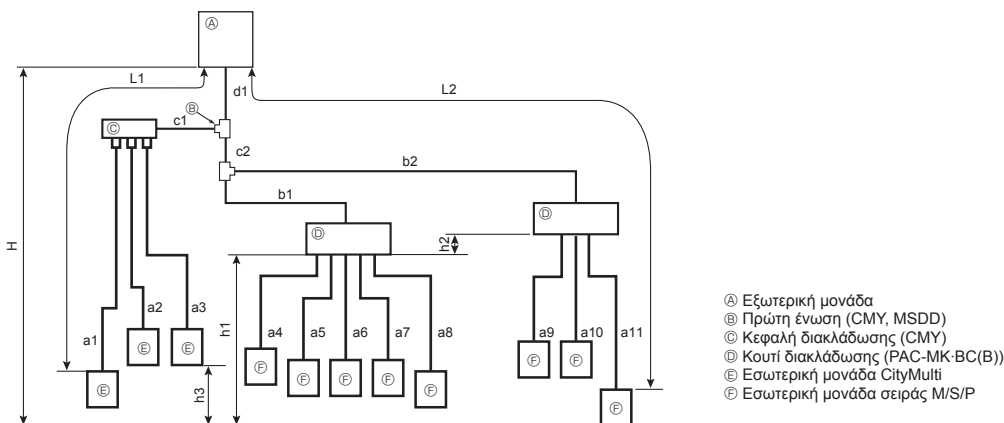 Ⓐ
L1
d1
L2
Ⓑ
Ⓒ
c1
c2
b2
b1
Ⓓ
Ⓓ
h2
H
a1
a2
a3
h1
a4
a5
a6
a7
a8
a9
a10
a11
Ⓔ
Ⓔ
Ⓔ
h3
Ⓕ
Ⓕ
Ⓕ
Ⓕ
Ⓕ
Ⓕ
Ⓕ
Ⓕ
Ⓐ Εξωτερική μονάδα
Ⓑ Πρώτη ένωση (CMY, MSDD)
Ⓒ Κεφαλή διακλάδωσης (CMY)
Ⓓ Κουτί διακλάδωσης (PAC-MK·BC(B))
Ⓔ Εσωτερική μονάδα CityMulti
Ⓕ Εσωτερική μονάδα σειράς M/S/P